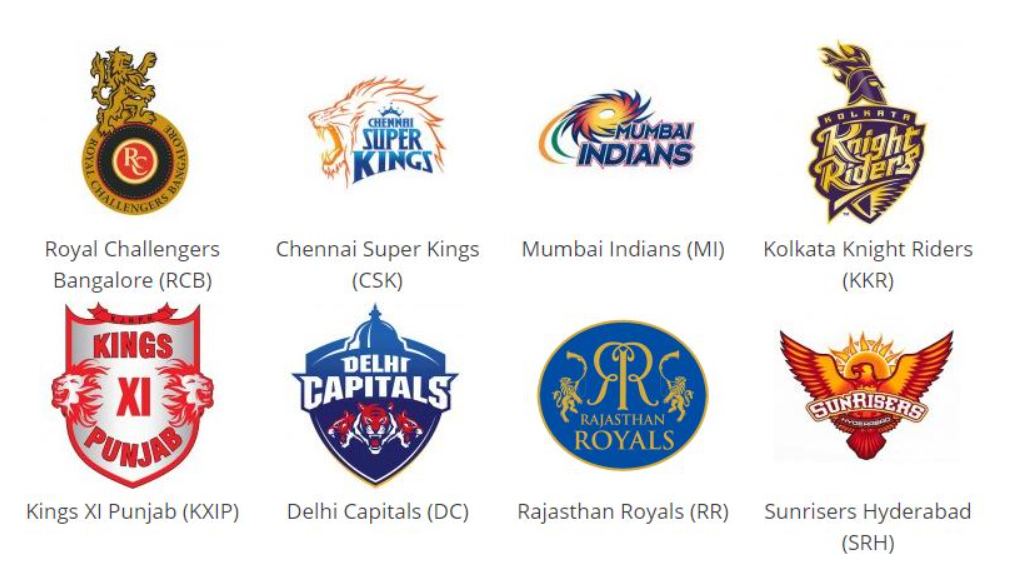 RC
ROYAL CHALLENGERS BANGALORE
CHENNAI
SUPER
KINGS
MUMBAI
INDIANS
KOLKATA
Knight
Riders
TM
Royal Challengers
Bangalore (RCB)
Chennai Super Kings
(CSK)
Mumbai Indians (MI)
Kolkata Knight Riders
(KKR)
KINGS
XI
PUNJAB
DELHI
CAPITALS
RR
RAJASTHAN
ROYALS
SUNRISERS
HYDERABAD
Kings XI Punjab (KXIP)
Delhi Capitals (DC)
Rajasthan Royals (RR)
Sunrisers Hyderabad
(SRH)